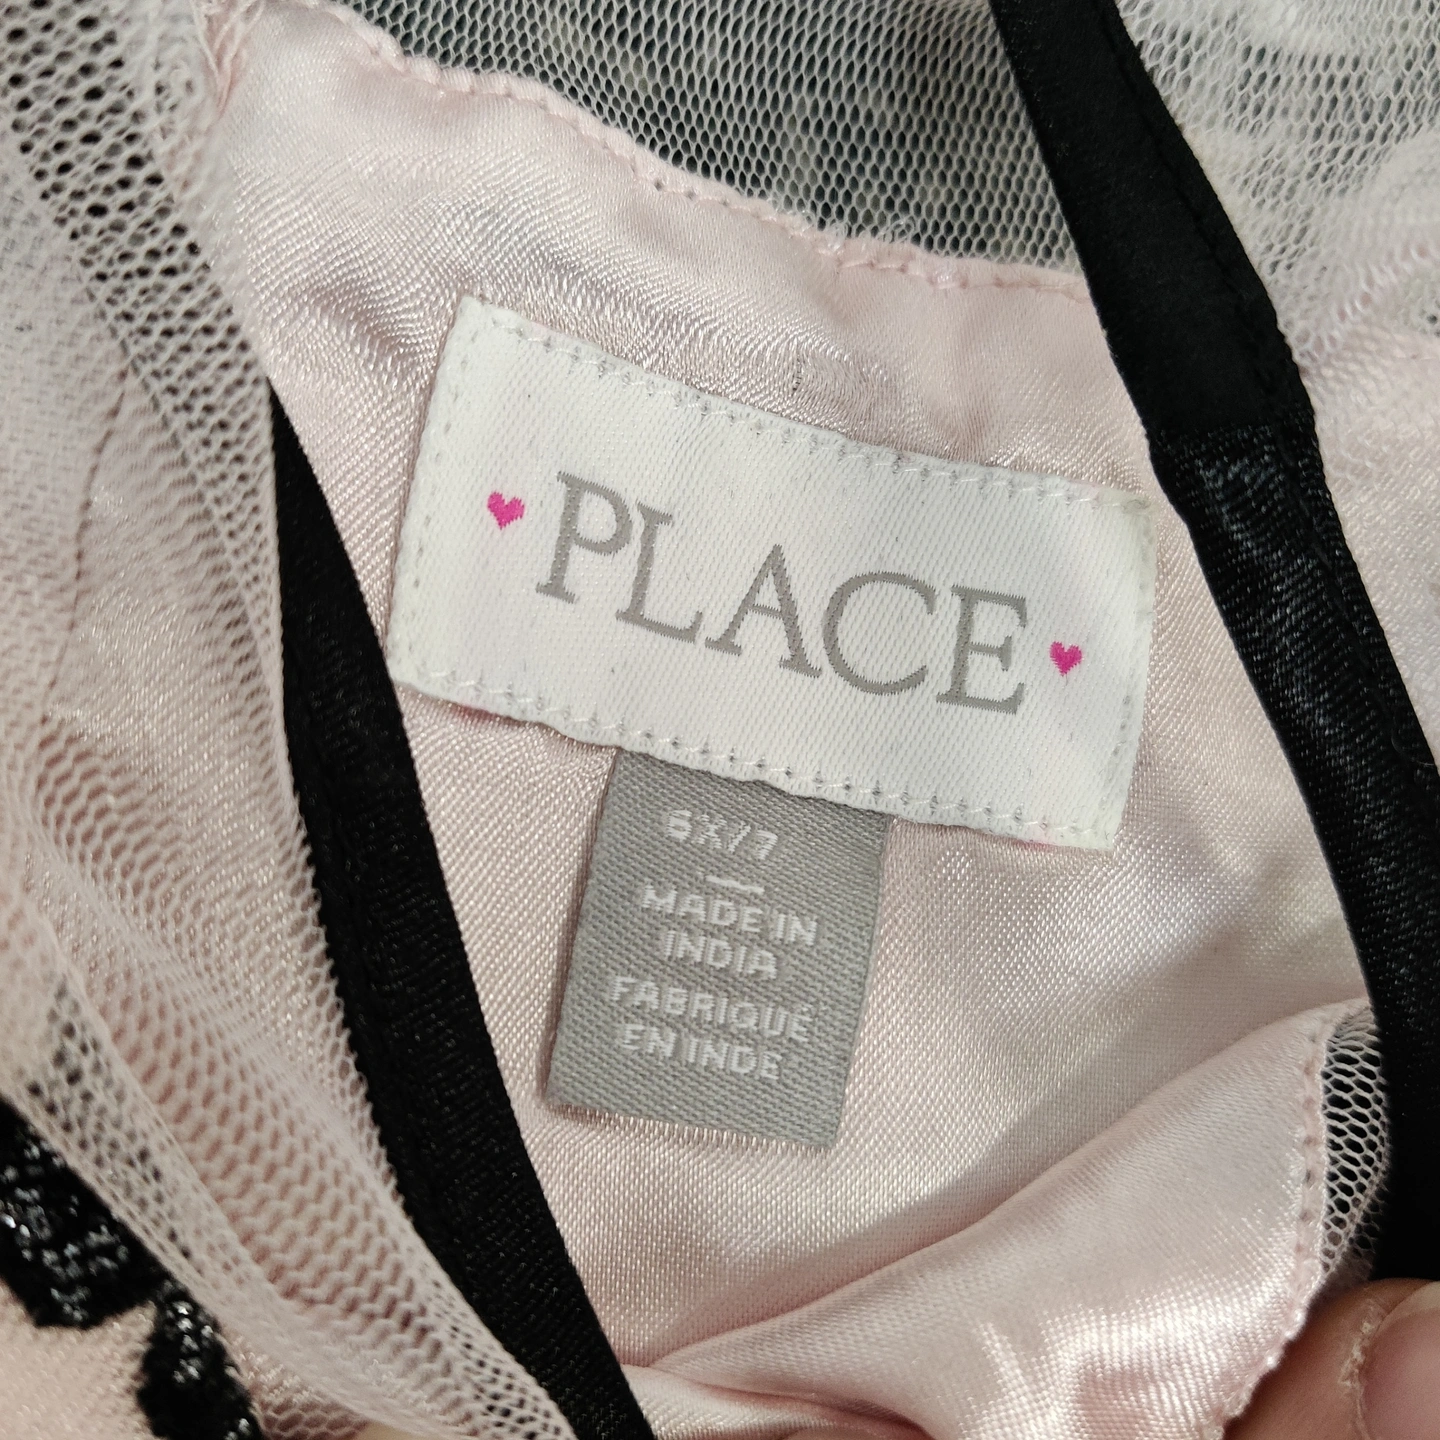 PLACE
6X/7
MADE IN
INDIA
FABRIQUÉ
EN INDE